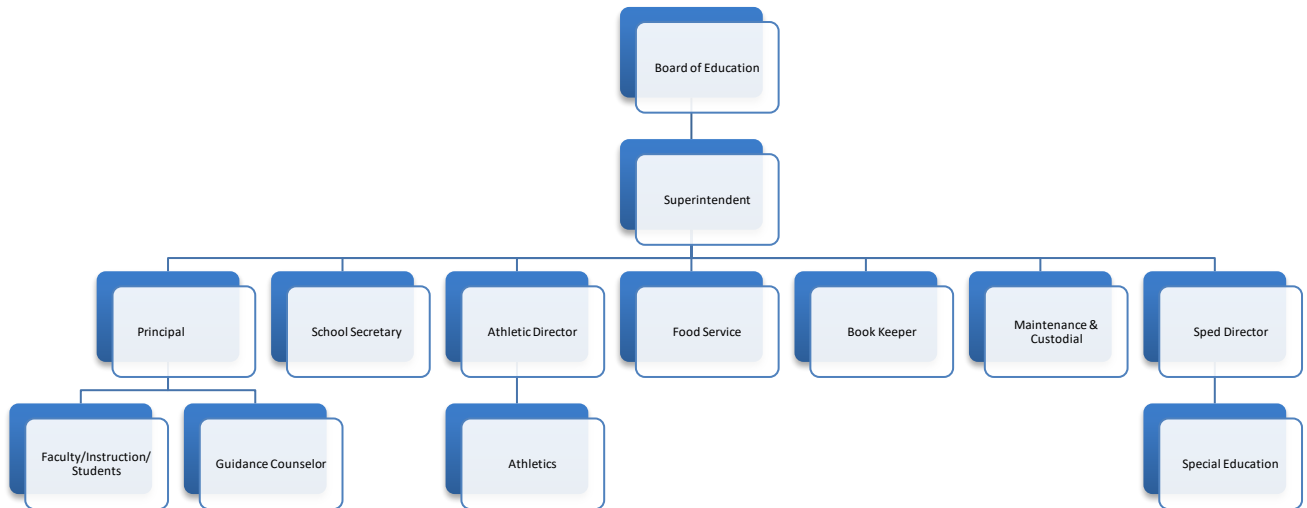 Board of Education
Superintendent
Principal
School Secretary
Athletic Director
Food Service
Book Keeper
Maintenance &
Custodial
Sped Director
Faculty/Instruction/
Students
Guidance Counselor
Athletics
Special Education